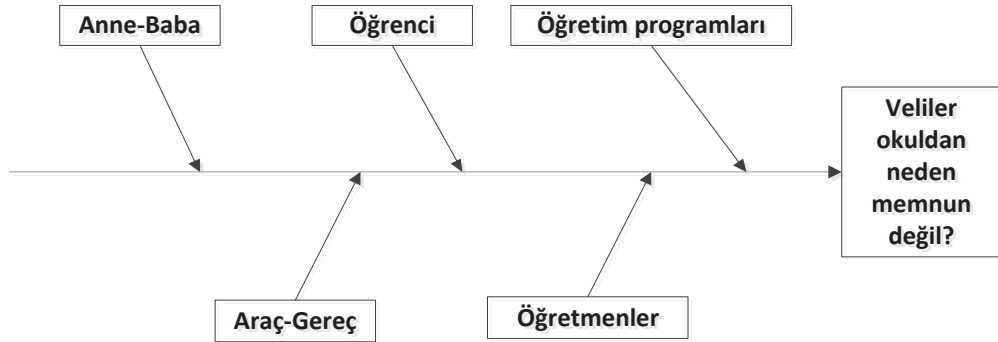 Anne-Baba
Öğrenci
Öğretim programları
Veliler
okuldan
neden
memnun
değil?
Araç-Gereç
Öğretmenler